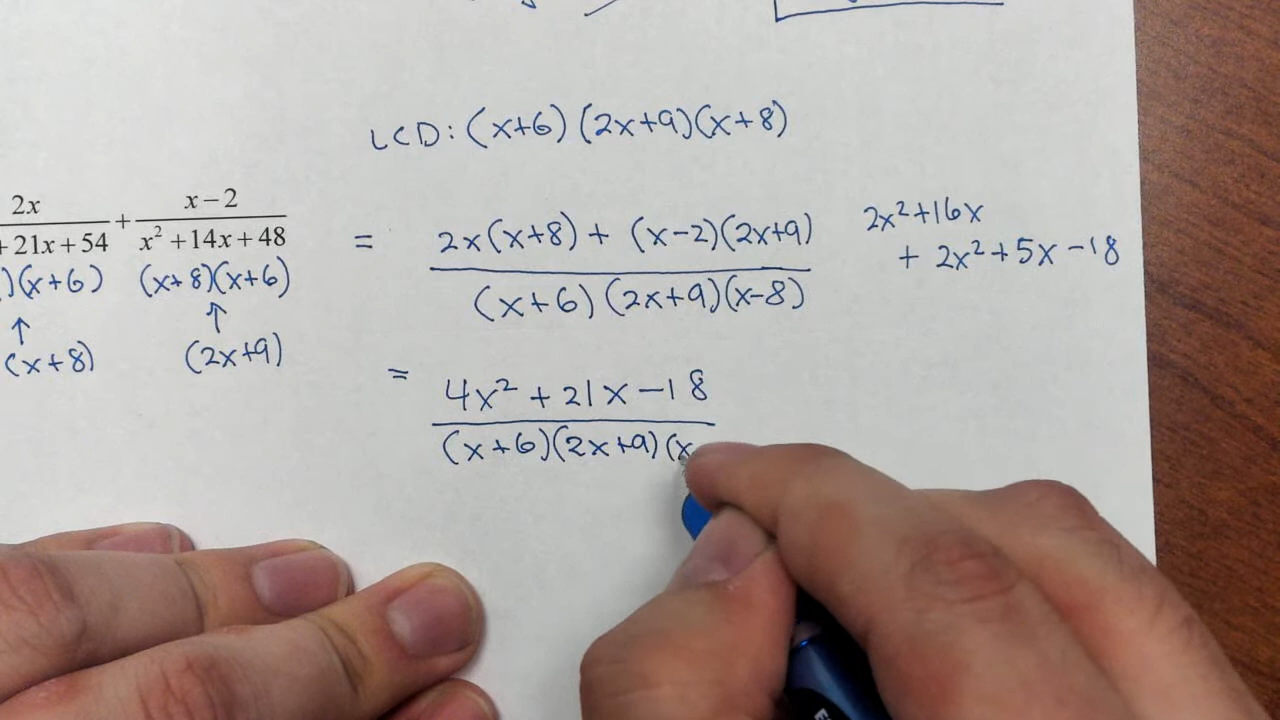 LCD: (x+6)(2x+9)(x+8)
2x / +21x+54 + x−2 / x²+14x+48 = 2x(x+8) + (x−2)(2x+9) / (x+6)(2x+9)(x−8)
2x²+16x
+ 2x²+5x−18
)(x+6) (x+8)(x+6)
↑ ↑
(x+8) (2x+9)
= 4x²+21x−18 / (x+6)(2x+9)(x